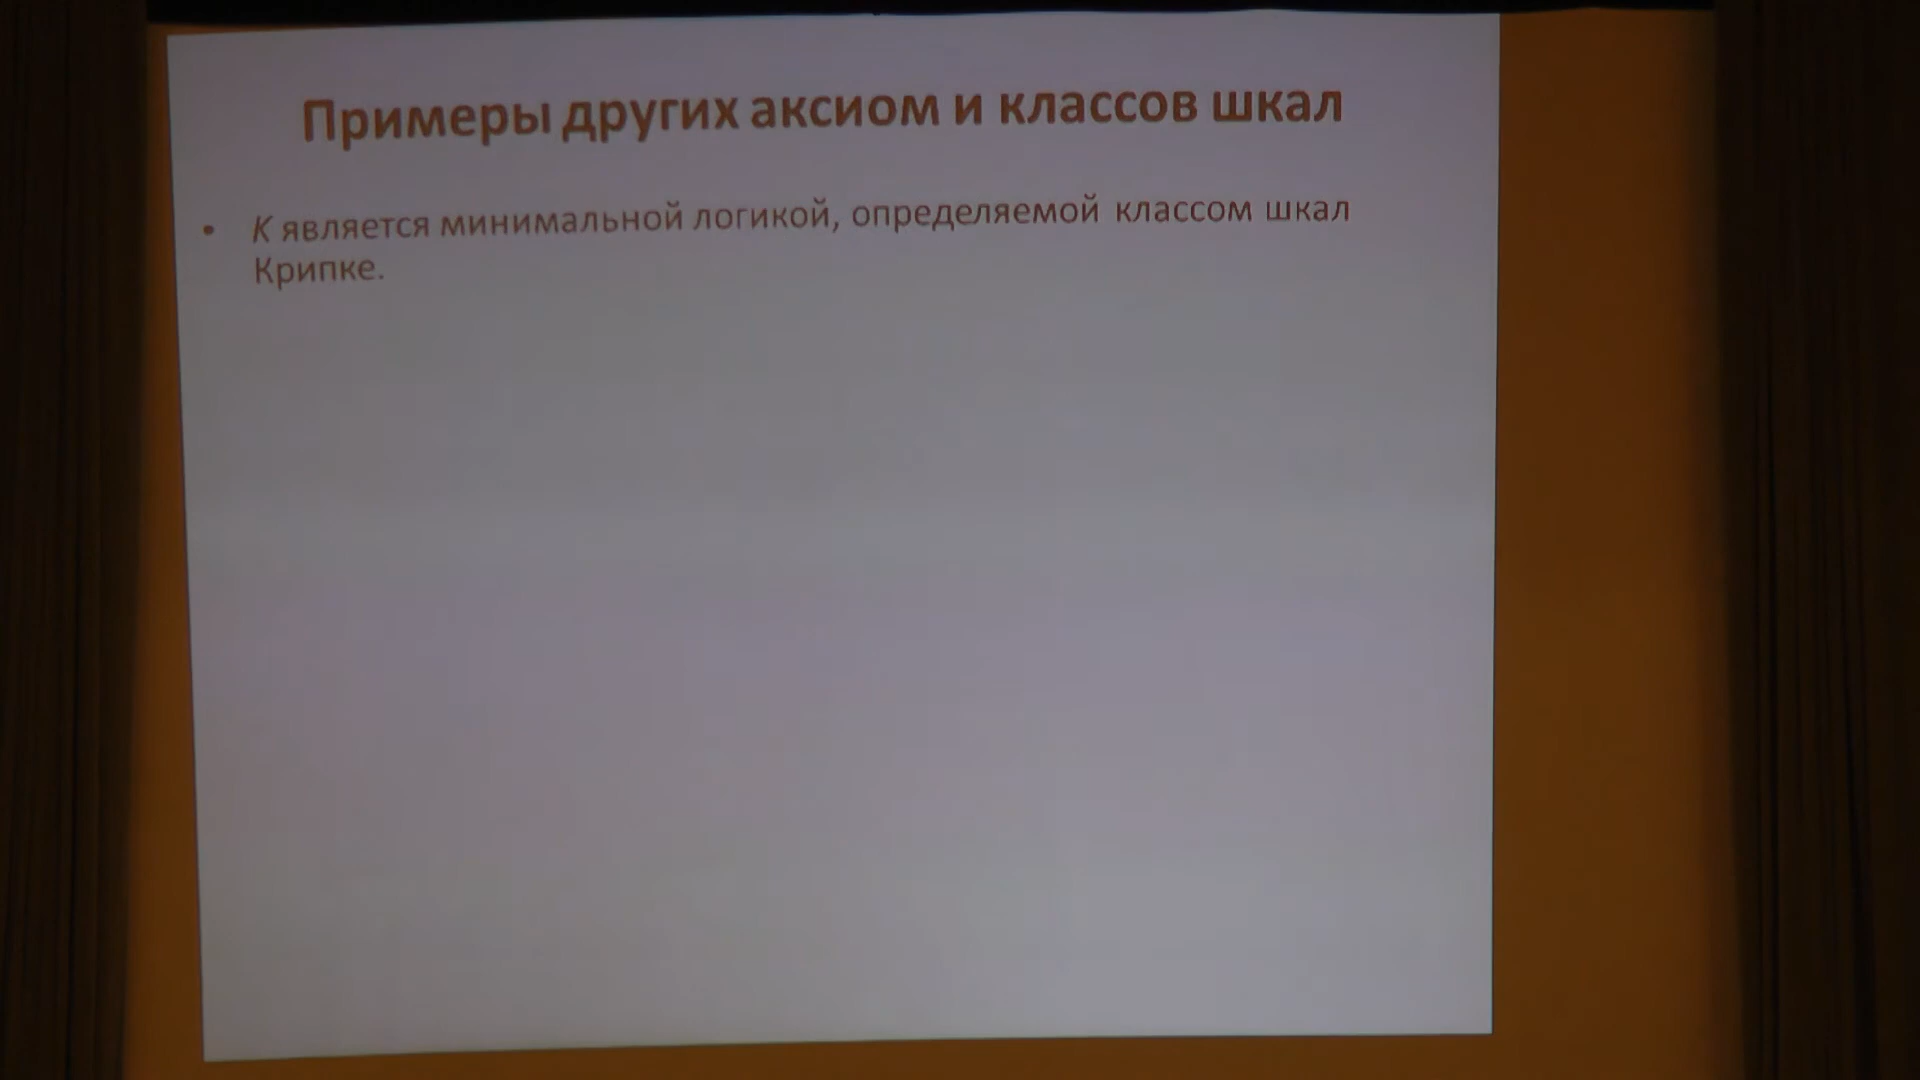 Примеры других аксиом и классов шкал
• K является минимальной логикой, определяемой классом шкал
Крипке.